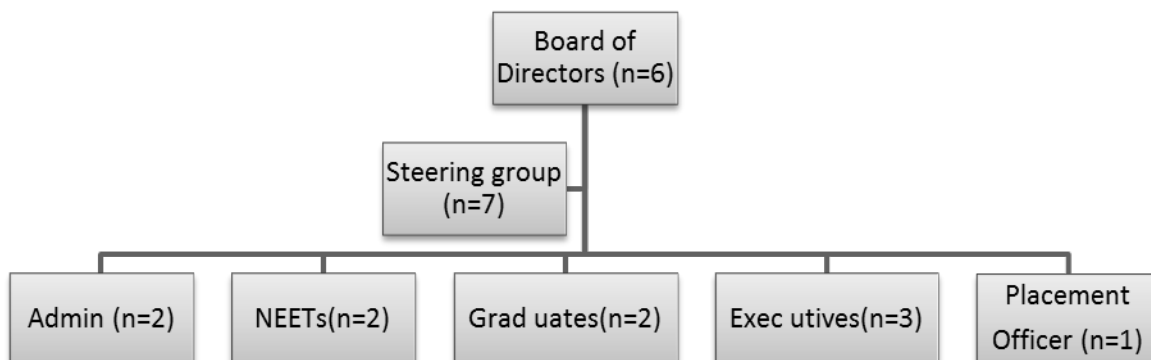 Board of
Directors (n=6)
Steering group
(n=7)
Admin (n=2)
NEETs(n=2)
Grad uates(n=2)
Exec utives(n=3)
Placement
Officer (n=1)